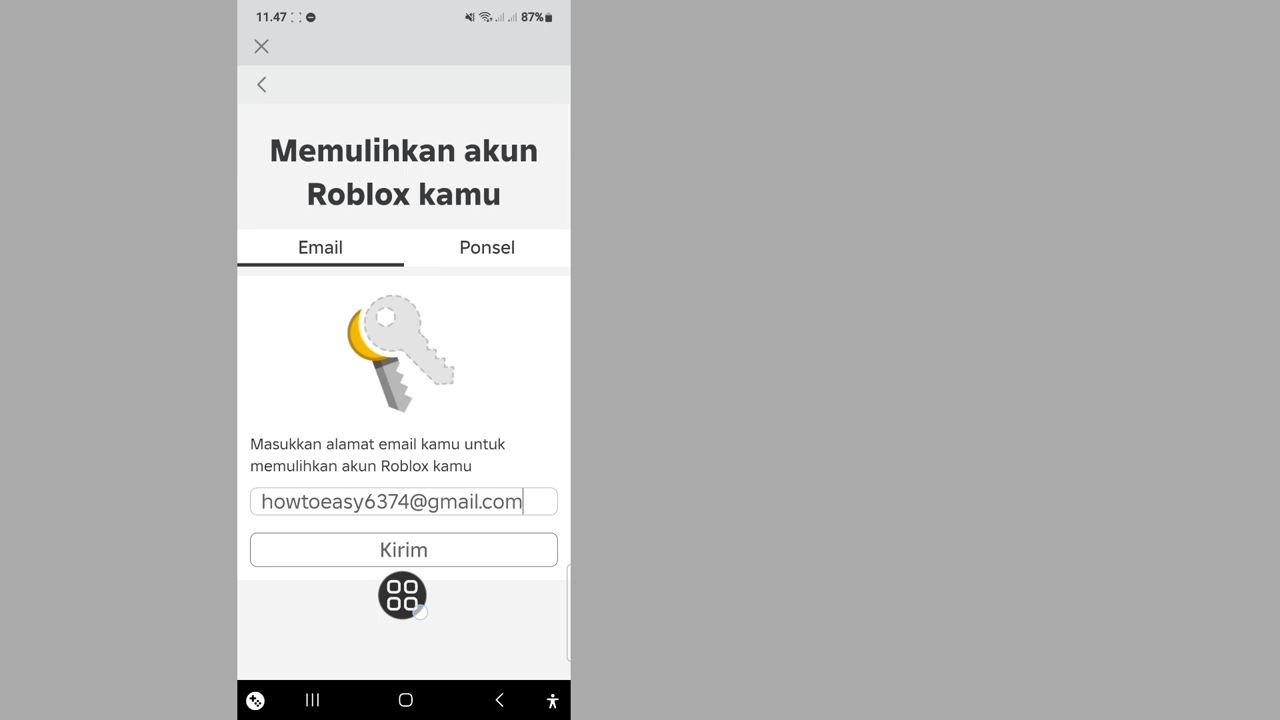 11.47
87%
Memulihkan akun
Roblox kamu
Email
Ponsel
Masukkan alamat email kamu untuk
memulihkan akun Roblox kamu
howtoeasy6374@gmail.com
Kirim